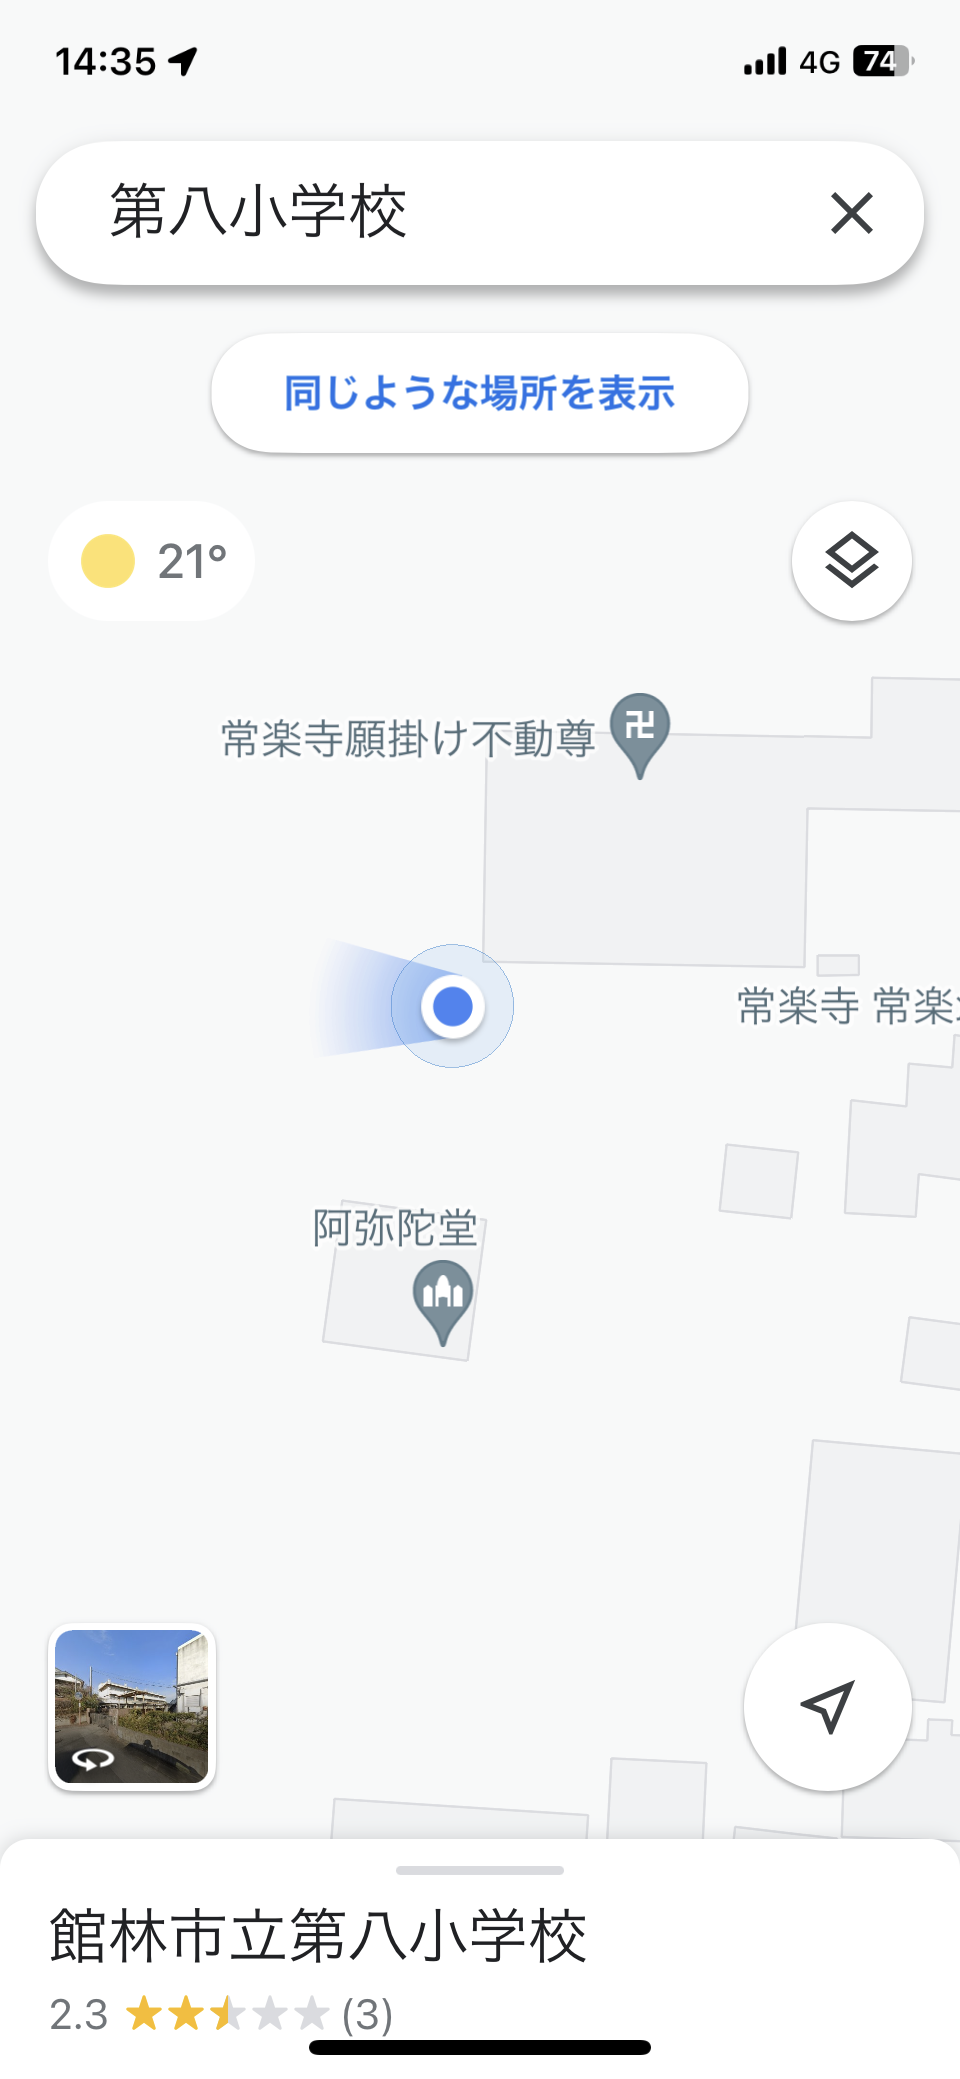 14:35
4G 74
第八小学校
同じような場所を表示
21°
常楽寺願掛け不動尊
常楽寺 常楽
阿弥陀堂
館林市立第八小学校
2.3 (3)